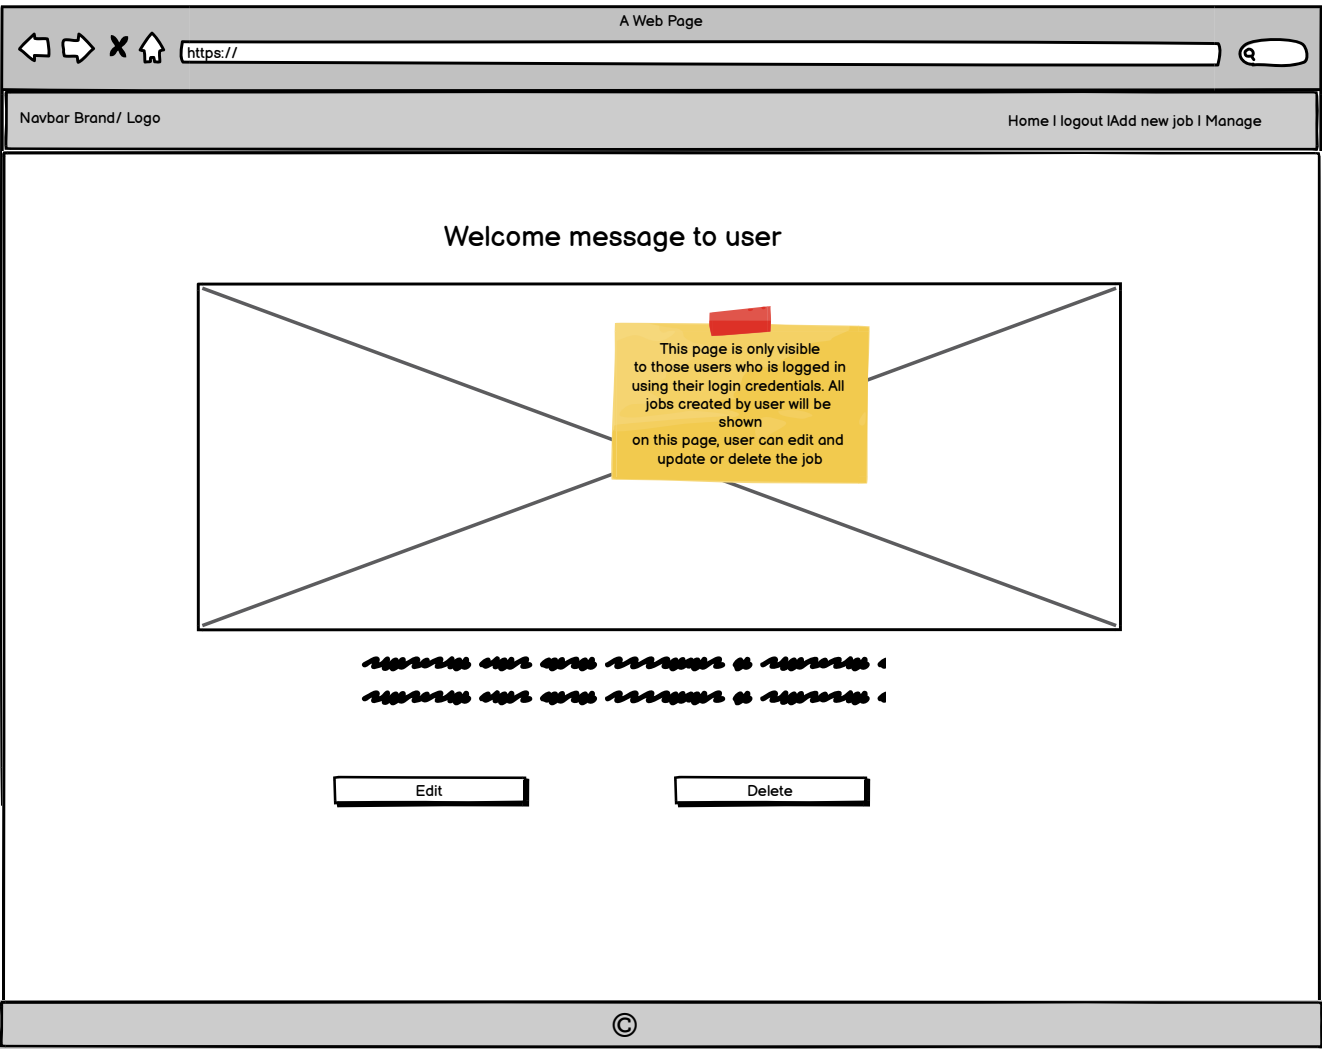 A Web Page
https://
Navbar Brand/ Logo
Home | logout |Add new job | Manage
Welcome message to user
This page is only visible
to those users who is logged in
using their login credentials. All
jobs created by user will be
shown
on this page, user can edit and
update or delete the job
Edit
Delete
©